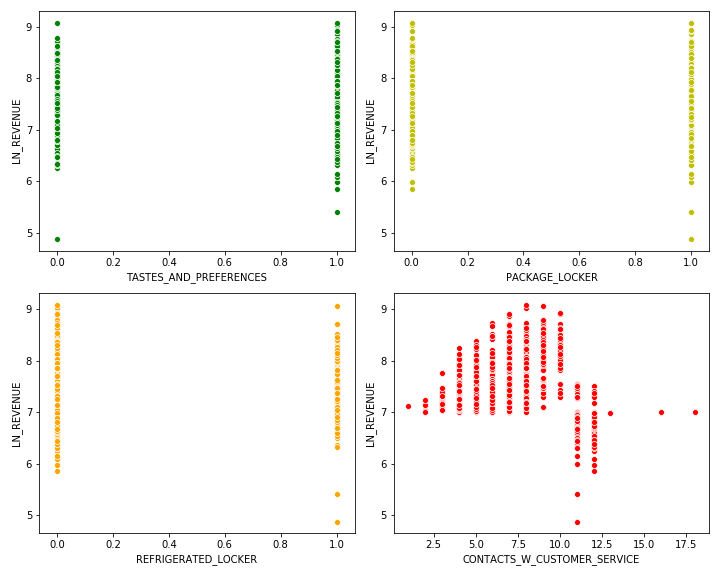 LN_REVENUE
9
8
7
6
5
0.0 0.2 0.4 0.6 0.8 1.0
TASTES_AND_PREFERENCES
LN_REVENUE
9
8
7
6
5
0.0 0.2 0.4 0.6 0.8 1.0
PACKAGE_LOCKER
LN_REVENUE
9
8
7
6
5
0.0 0.2 0.4 0.6 0.8 1.0
REFRIGERATED_LOCKER
LN_REVENUE
9
8
7
6
5
2.5 5.0 7.5 10.0 12.5 15.0 17.5
CONTACTS_W_CUSTOMER_SERVICE